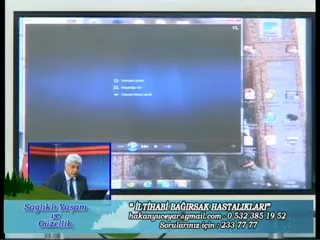 Sağlıklı Yaşam
ve
Güzellik
" İLTİHABİ BAĞIRSAK HASTALIKLARI"
hakanyuceyar@gmail.com 0 532 385 19 52
Sorularınız için : 233 77 77